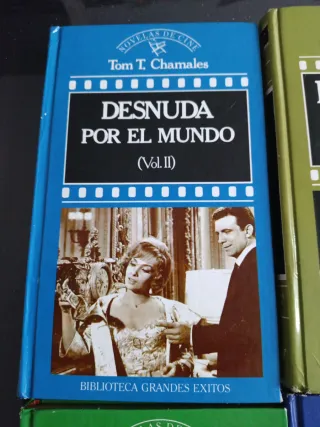 NOVELAS DE CINE
Tom T. Chamales
DESNUDA
POR EL MUNDO
(Vol. II)
BIBLIOTECA GRANDES EXITOS